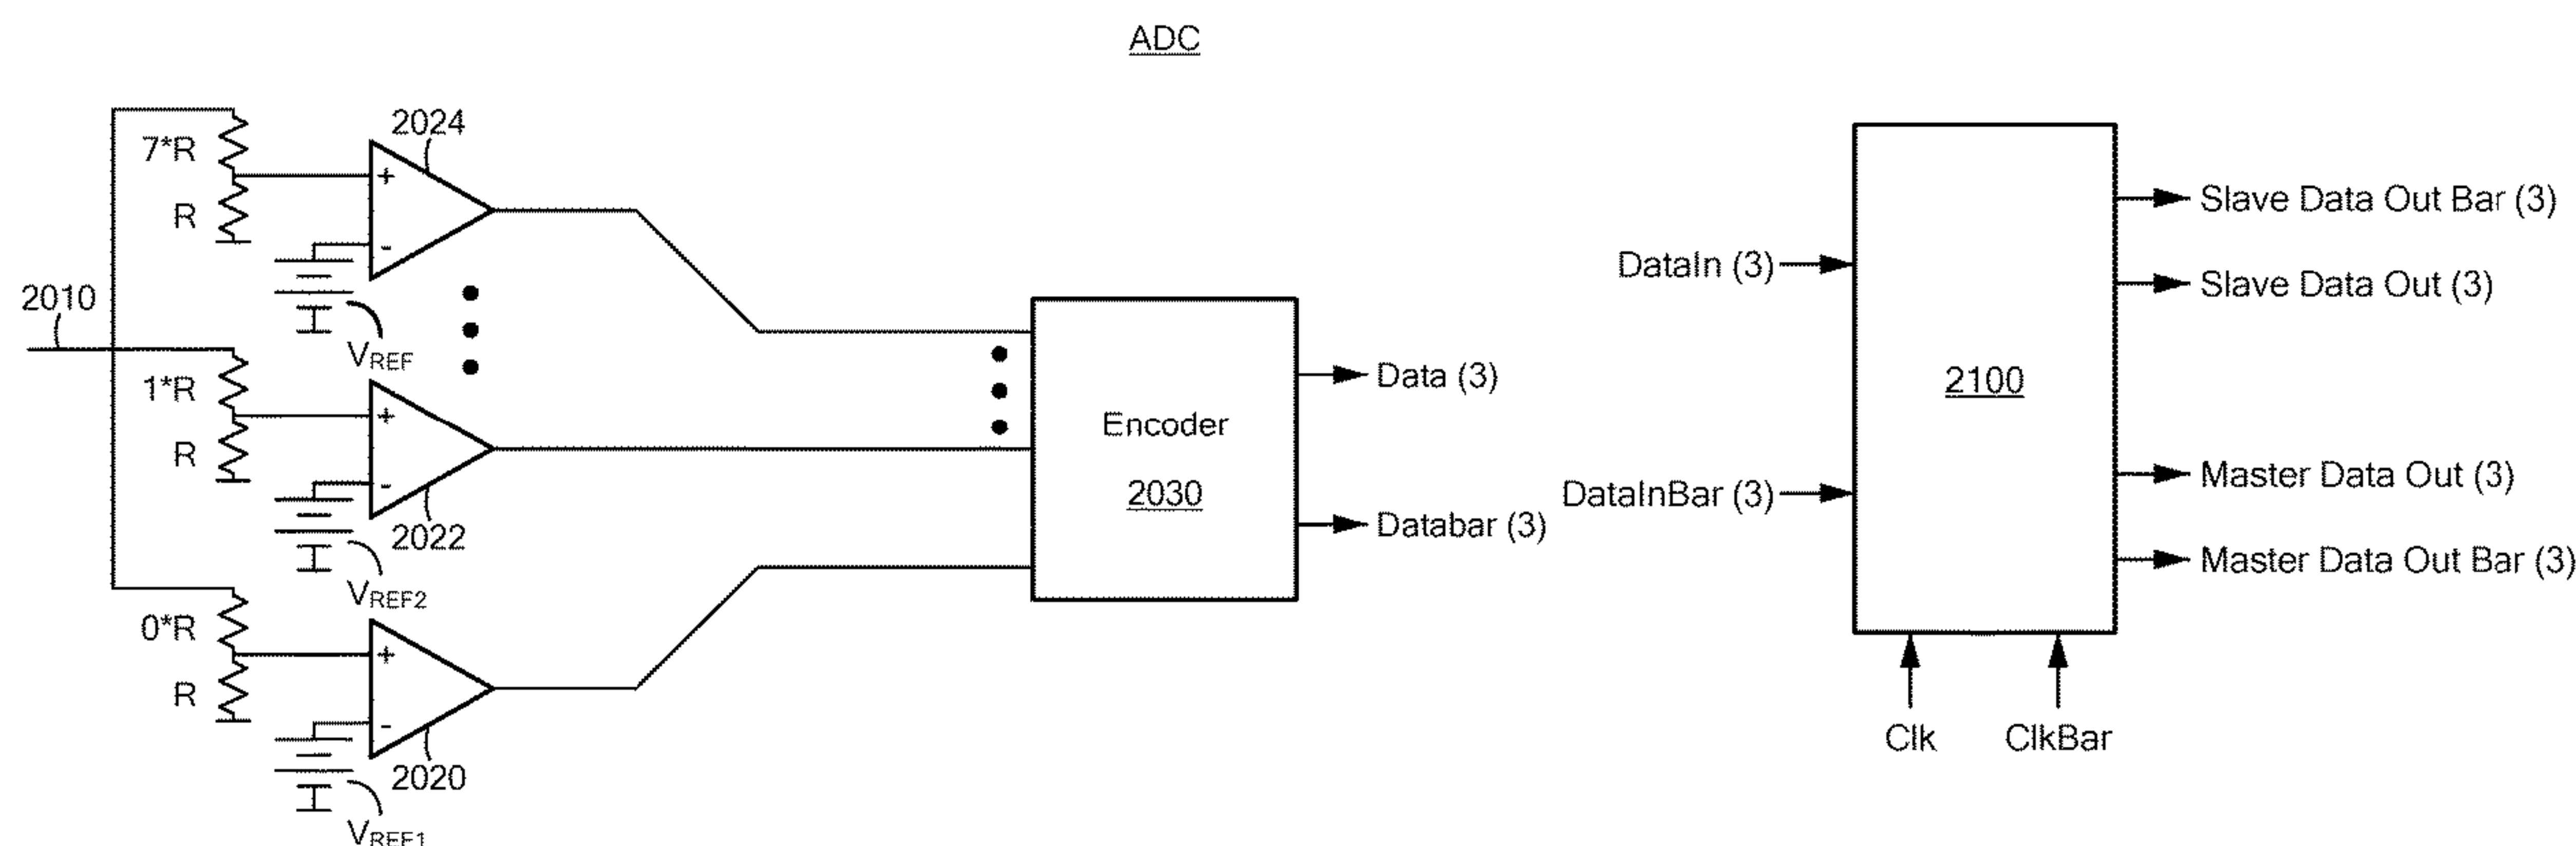 ADC
2024
7*R
+
R
-
2010
VREF
1*R
+
R
-
2022
VREF2
0*R
+
R
-
2020
VREF1
Encoder
2030
Data (3)
Databar (3)
DataIn (3)
DataInBar (3)
2100
Slave Data Out Bar (3)
Slave Data Out (3)
Master Data Out (3)
Master Data Out Bar (3)
Clk
ClkBar